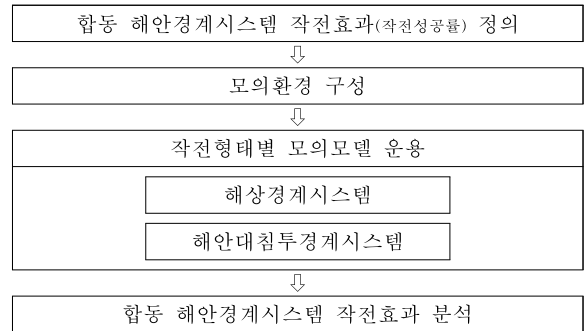 합동 해안경계시스템 작전효과(작전성공률) 정의
모의환경 구성
작전형태별 모의모델 운용
해상경계시스템
해안대침투경계시스템
합동 해안경계시스템 작전효과 분석